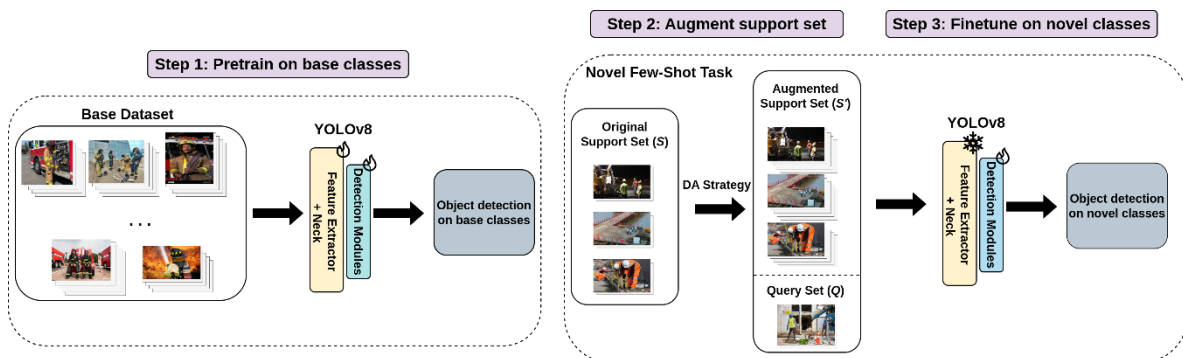 Step 1: Pretrain on base classes
Base Dataset
. . .
YOLOv8
Feature Extractor
+ Neck
Detection Modules
Object detection
on base classes
Step 2: Augment support set
Step 3: Finetune on novel classes
Novel Few-Shot Task
Original
Support Set (S)
DA Strategy
Augmented
Support Set (S')
Query Set (Q)
YOLOv8
Feature Extractor
+ Neck
Detection Modules
Object detection
on novel classes